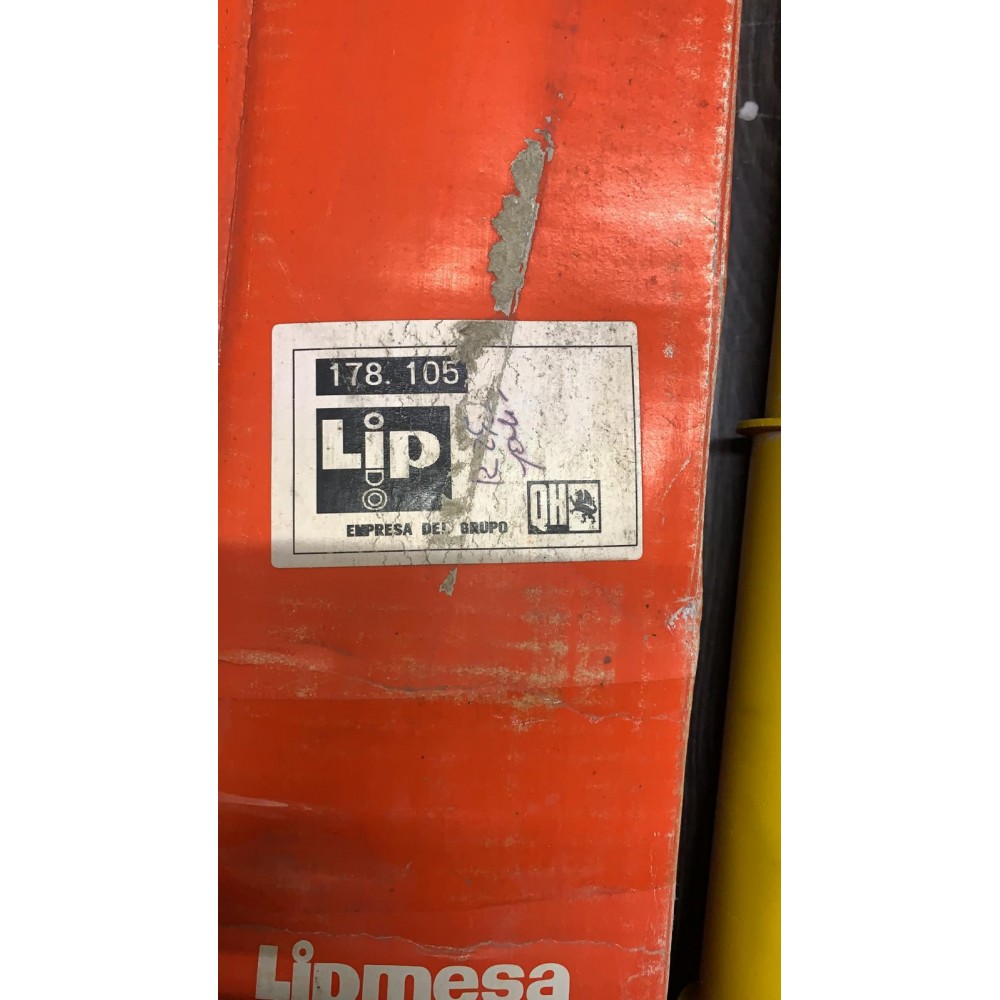 178. 105
Lip
EMPRESA DEL GRUPO
QH
Lipmesa